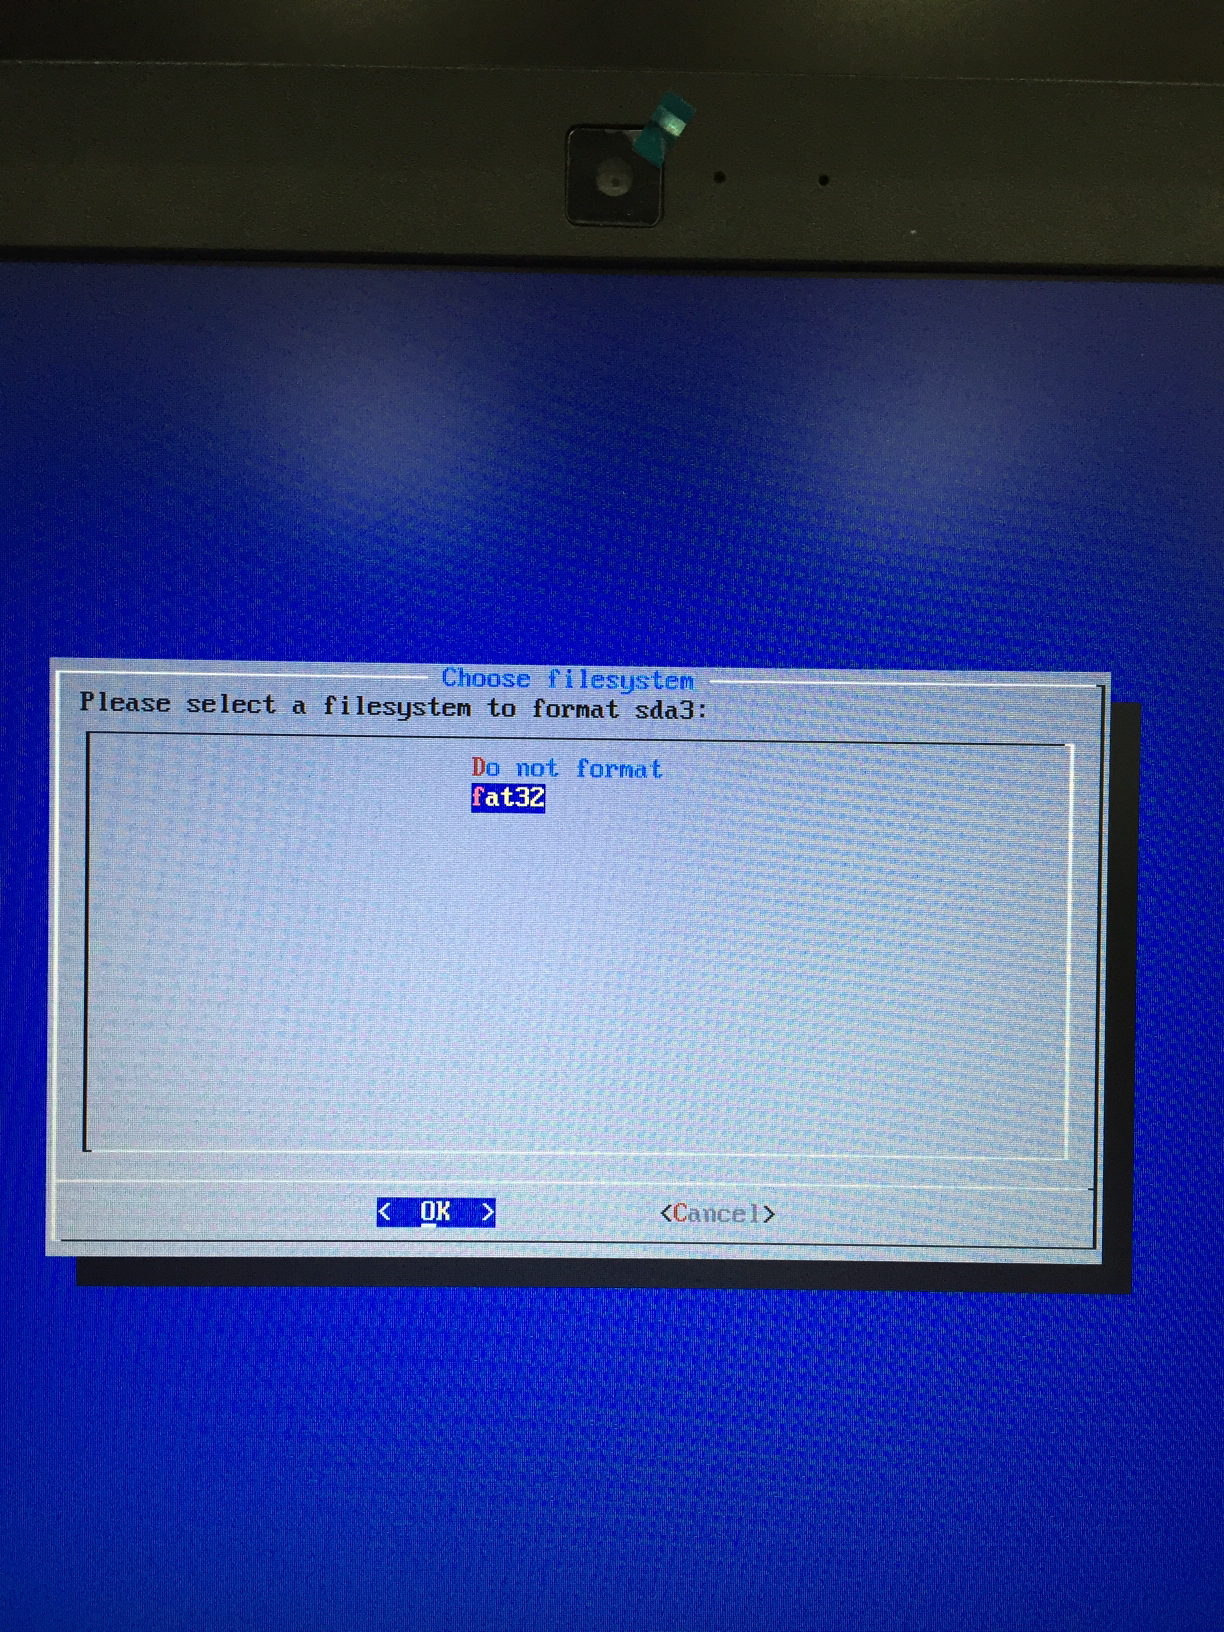 Choose filesystem
Please select a filesystem to format sda3:
Do not format
fat32
< OK > <Cancel>